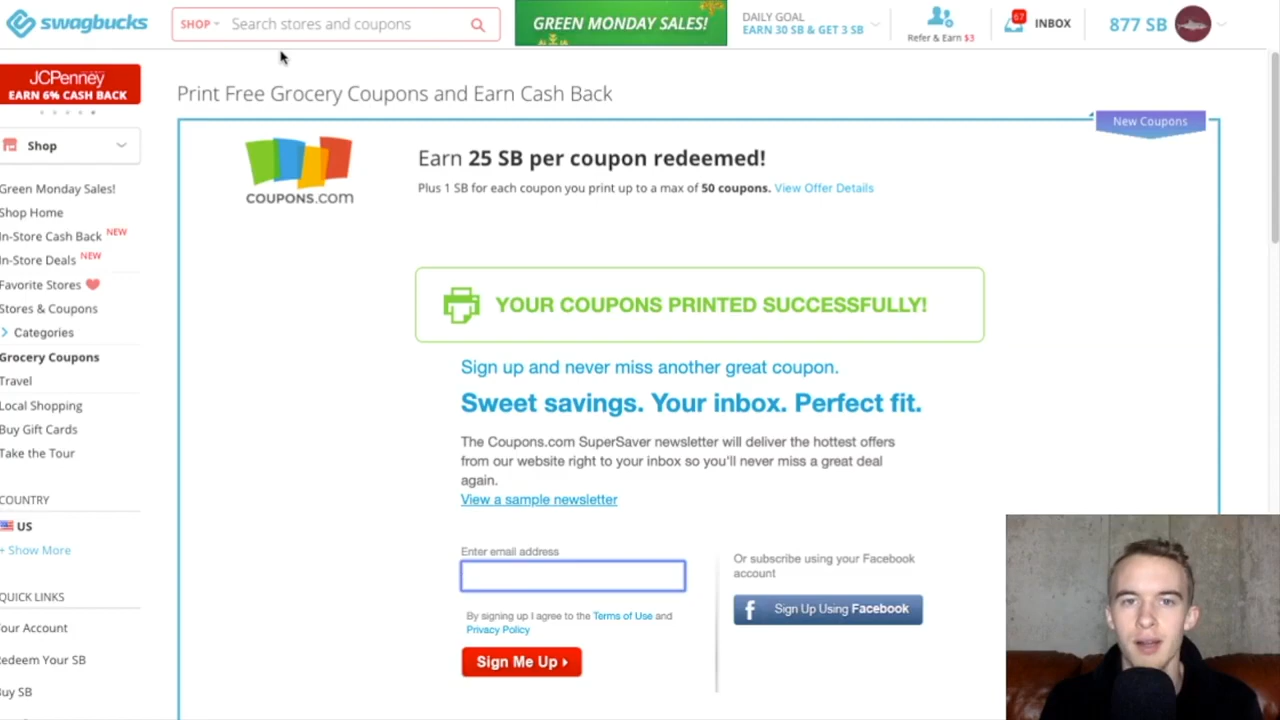 swagbucks
SHOP
Search stores and coupons
GREEN MONDAY SALES!
DAILY GOAL
EARN 30 SB & GET 3 SB
Refer & Earn $3
67
INBOX
877 SB
JCPenney
EARN 6% CASH BACK
Shop
Green Monday Sales!
Shop Home
In-Store Cash Back NEW
In-Store Deals NEW
Favorite Stores
Stores & Coupons
Categories
Grocery Coupons
Travel
Local Shopping
Buy Gift Cards
Take the Tour
COUNTRY
US
+ Show More
QUICK LINKS
Your Account
Redeem Your SB
Buy SB
Print Free Grocery Coupons and Earn Cash Back
New Coupons
COUPONS.com
Earn 25 SB per coupon redeemed!
Plus 1 SB for each coupon you print up to a max of 50 coupons. View Offer Details
YOUR COUPONS PRINTED SUCCESSFULLY!
Sign up and never miss another great coupon.
Sweet savings. Your inbox. Perfect fit.
The Coupons.com SuperSaver newsletter will deliver the hottest offers
from our website right to your inbox so you'll never miss a great deal
again.
View a sample newsletter
Enter email address
By signing up I agree to the Terms of Use and
Privacy Policy
Sign Me Up
Or subscribe using your Facebook
account
f Sign Up Using Facebook